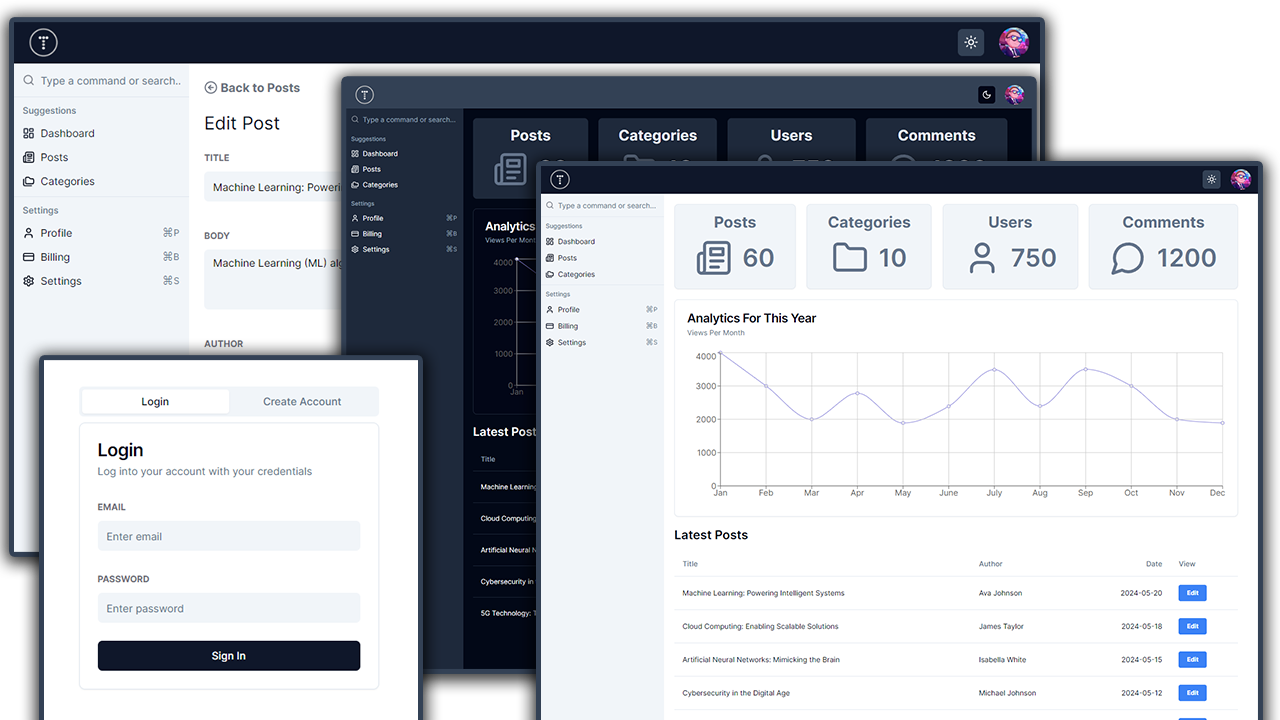 T
Type a command or search..
Suggestions
Dashboard
Posts
Categories
Settings
Profile ⌘P
Billing ⌘B
Settings ⌘S
Back to Posts
Edit Post
TITLE
Machine Learning: Poweri
BODY
Machine Learning (ML) alg
AUTHOR
T
Type a command or search...
Suggestions
Dashboard
Posts
Categories
Settings
Profile ⌘P
Billing ⌘B
Settings ⌘S
Posts Categories Users Comments
Analytics
Views Per Month
4000
3000
2000
1000
0
Jan
Latest Post
Title
Machine Learning
Cloud Computing
Artificial Neural N
Cybersecurity in
5G Technology: T
Login Create Account
Login
Log into your account with your credentials
EMAIL
Enter email
PASSWORD
Enter password
Sign In
T
Type a command or search...
Suggestions
Dashboard
Posts
Categories
Settings
Profile ⌘P
Billing ⌘B
Settings ⌘S
Posts Categories Users Comments
60 10 750 1200
Analytics For This Year
Views Per Month
4000
3000
2000
1000
0
Jan Feb Mar Apr May June July Aug Sep Oct Nov Dec
Latest Posts
Title Author Date View
Machine Learning: Powering Intelligent Systems Ava Johnson 2024-05-20 Edit
Cloud Computing: Enabling Scalable Solutions James Taylor 2024-05-18 Edit
Artificial Neural Networks: Mimicking the Brain Isabella White 2024-05-15 Edit
Cybersecurity in the Digital Age Michael Johnson 2024-05-12 Edit